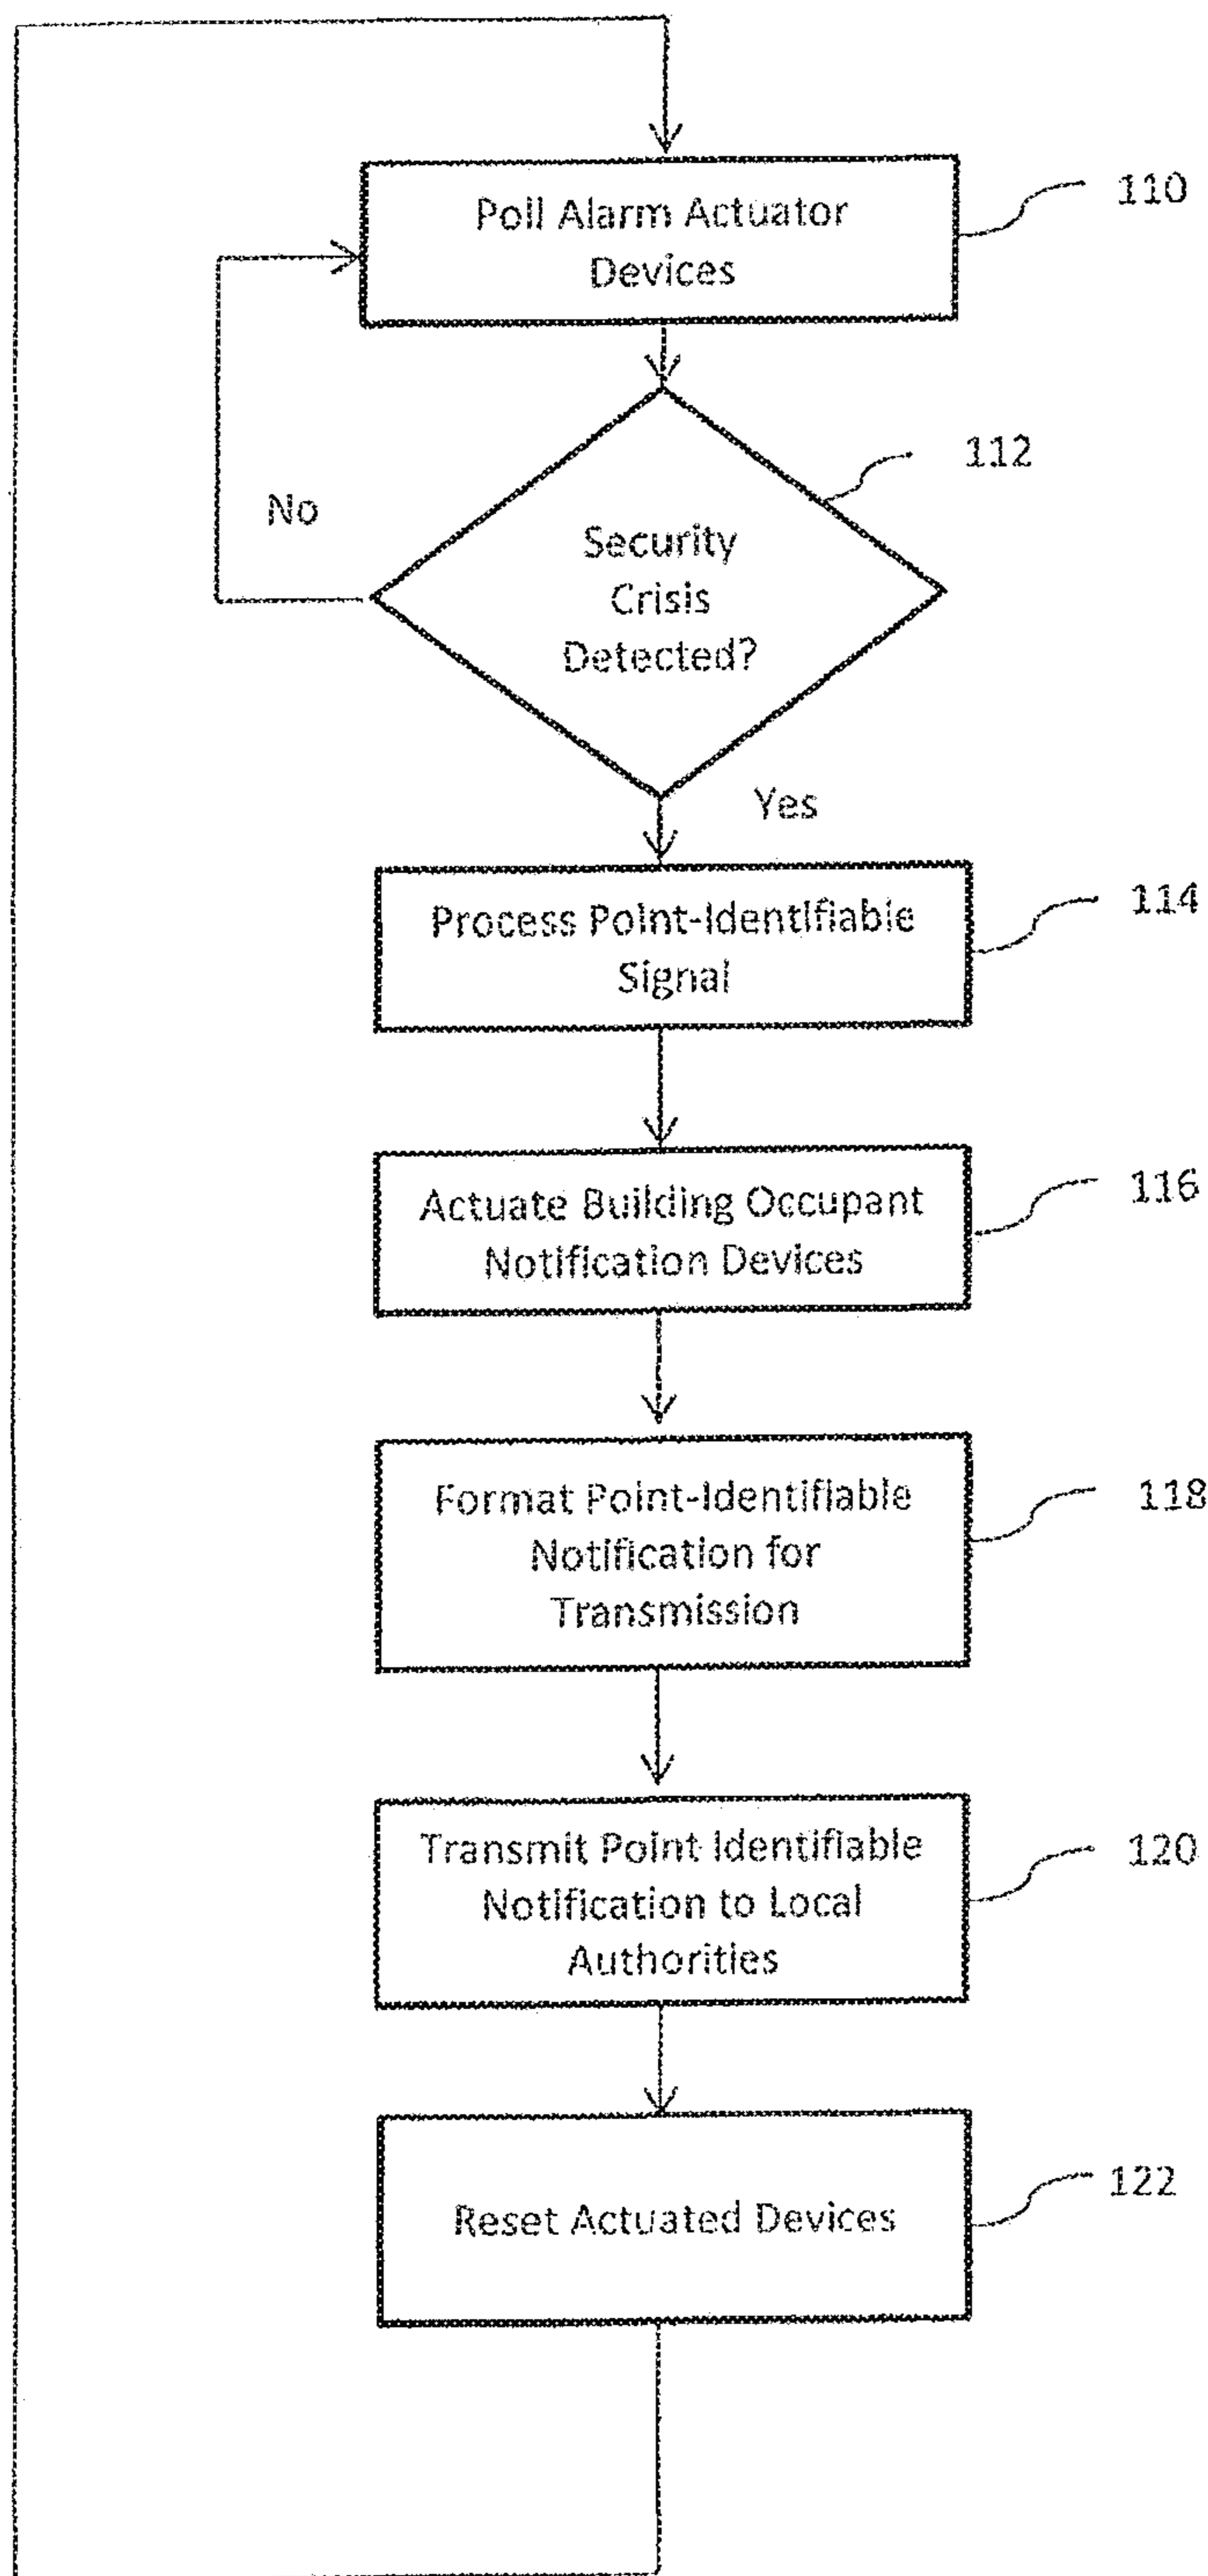 Poll Alarm Actuator
Devices
110
112
No
Security
Crisis
Detected?
Yes
Process Point-Identifiable
Signal
114
Actuate Building Occupant
Notification Devices
116
Format Point-Identifiable
Notification for
Transmission
118
Transmit Point Identifiable
Notification to Local
Authorities
120
Reset Actuated Devices
122